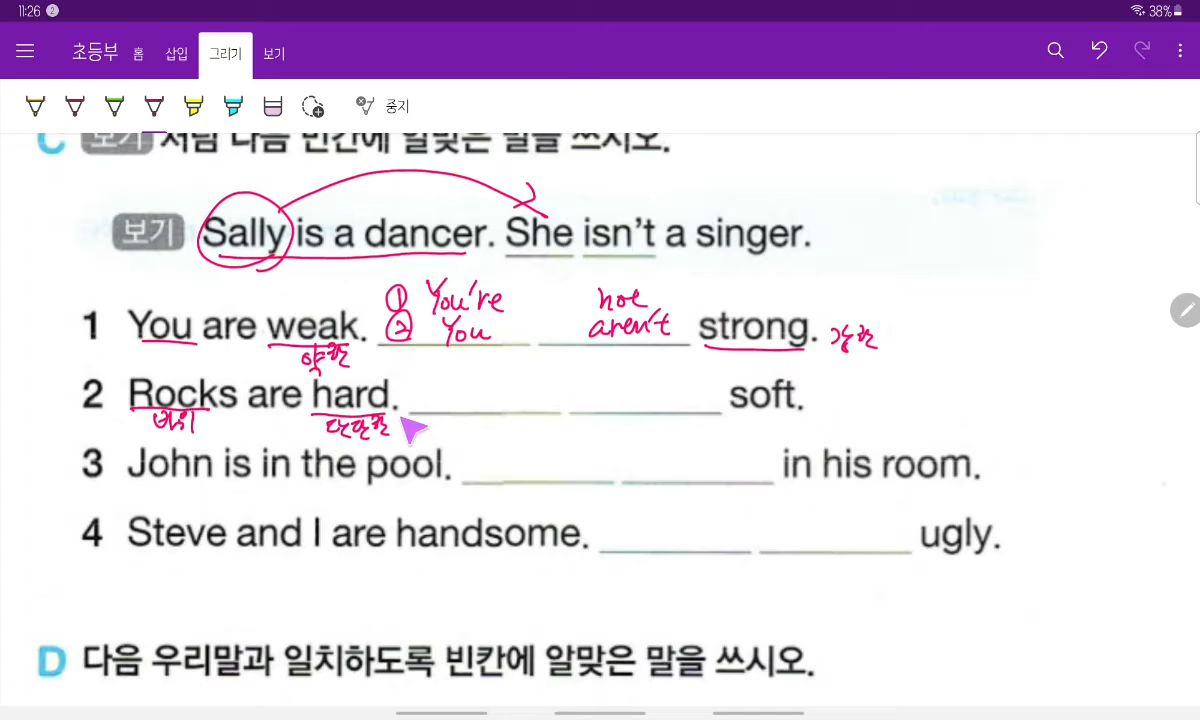 11:26 2 38%
초등부 홈 삽입 그리기 보기
중지
C 보기 처럼 다음 빈칸에 알맞은 말을 쓰시오.
보기 Sally is a dancer. She isn't a singer.
① You're not
1 You are weak. ② You aren't strong. 강한
약한
2 Rocks are hard. soft.
바위 단단한
3 John is in the pool. in his room.
4 Steve and I are handsome. ugly.
D 다음 우리말과 일치하도록 빈칸에 알맞은 말을 쓰시오.